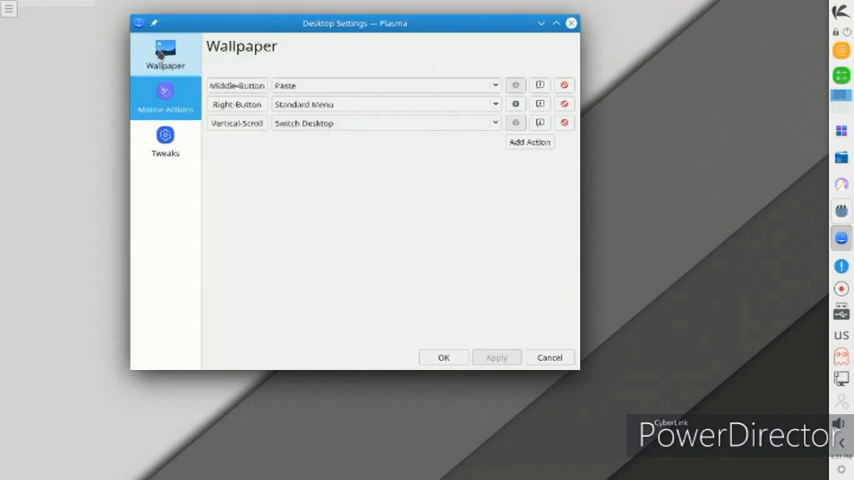 Desktop Settings — Plasma
Wallpaper
Wallpaper
Mouse Actions
Tweaks
Middle-Button Paste
Right-Button Standard Menu
Vertical-Scroll Switch Desktop
Add Action
OK Apply Cancel
us
CyberLink
PowerDirector